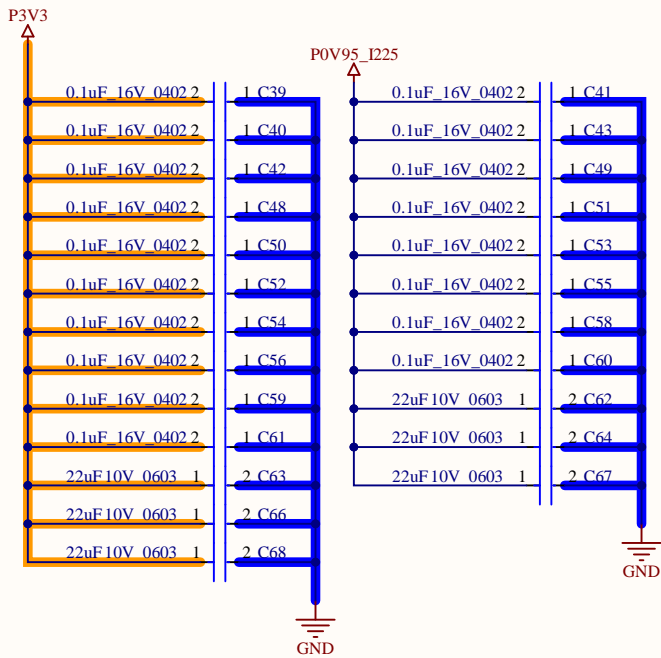 P3V3
P0V95_I225
0.1uF_16V_0402 2 1 C39 0.1uF_16V_0402 2 1 C41
0.1uF_16V_0402 2 1 C40 0.1uF_16V_0402 2 1 C43
0.1uF_16V_0402 2 1 C42 0.1uF_16V_0402 2 1 C49
0.1uF_16V_0402 2 1 C48 0.1uF_16V_0402 2 1 C51
0.1uF_16V_0402 2 1 C50 0.1uF_16V_0402 2 1 C53
0.1uF_16V_0402 2 1 C52 0.1uF_16V_0402 2 1 C55
0.1uF_16V_0402 2 1 C54 0.1uF_16V_0402 2 1 C58
0.1uF_16V_0402 2 1 C56 0.1uF_16V_0402 2 1 C60
0.1uF_16V_0402 2 1 C59 22uF10V_0603 1 2 C62
0.1uF_16V_0402 2 1 C61 22uF10V_0603 1 2 C64
22uF10V_0603 1 2 C63 22uF10V_0603 1 2 C67
22uF10V_0603 1 2 C66
22uF10V_0603 1 2 C68
GND
GND